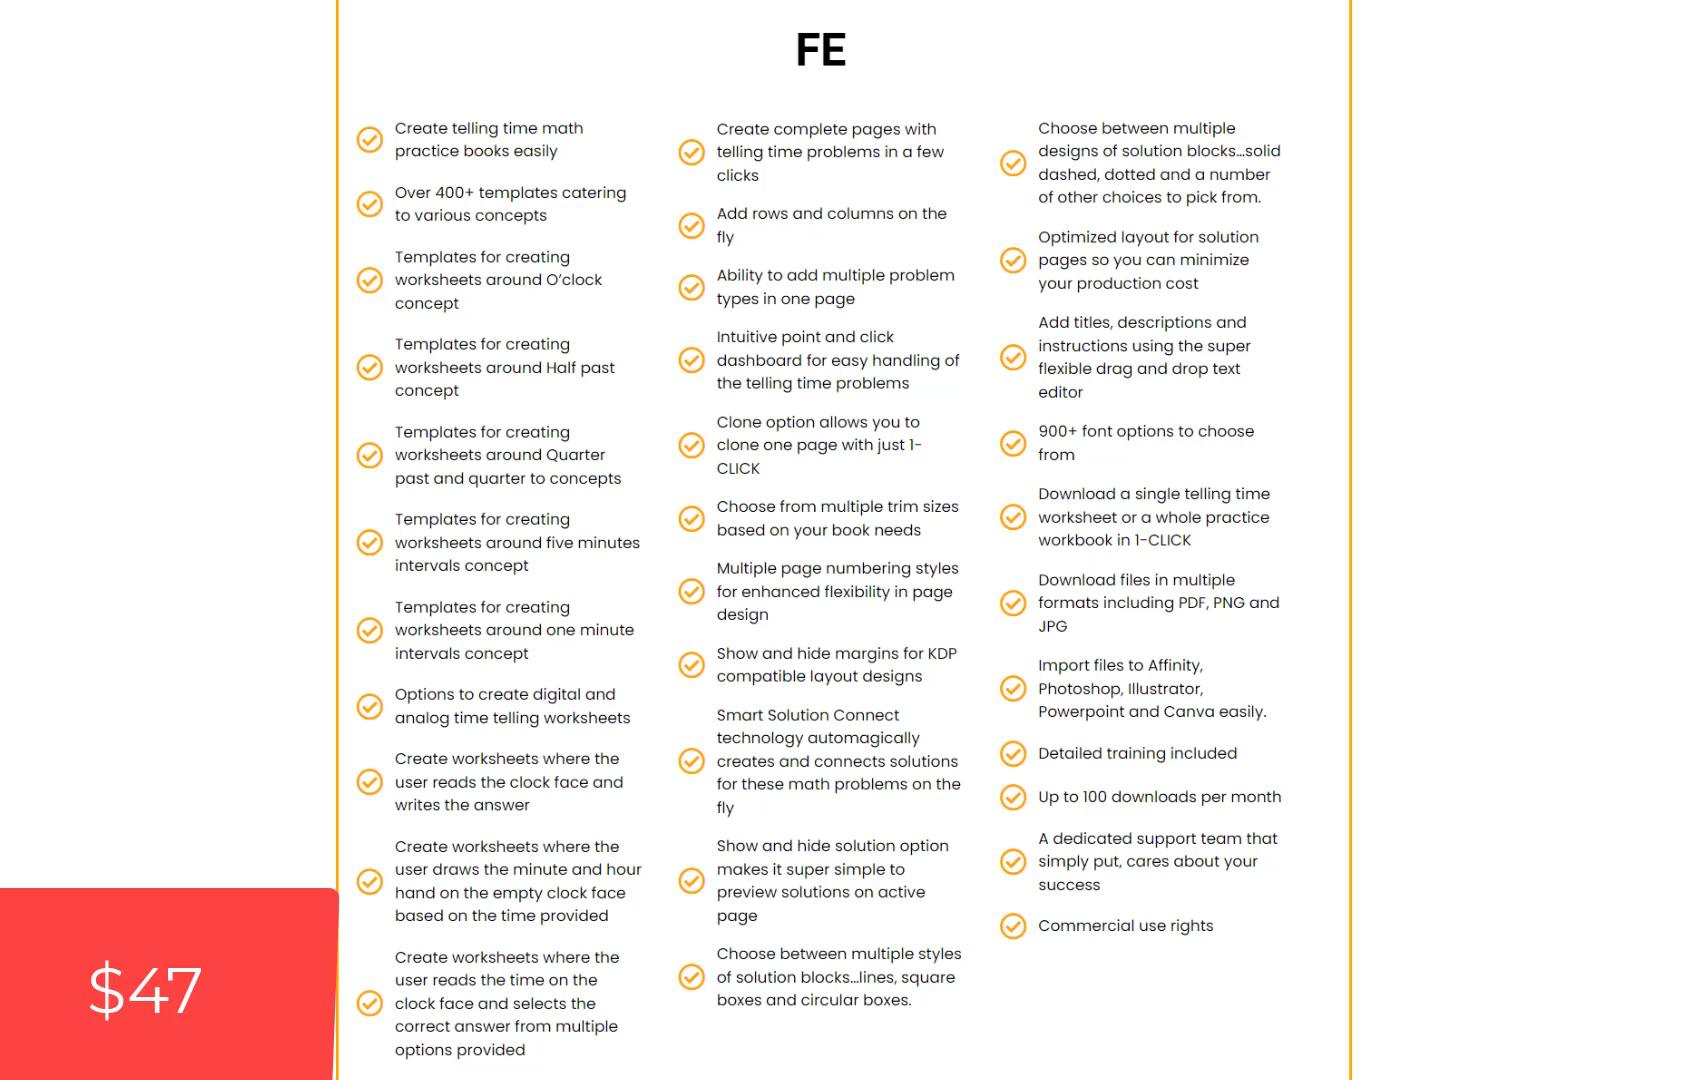 FE
Create telling time math
practice books easily
Over 400+ templates catering
to various concepts
Templates for creating
worksheets around O’clock
concept
Templates for creating
worksheets around Half past
concept
Templates for creating
worksheets around Quarter
past and quarter to concepts
Templates for creating
worksheets around five minutes
intervals concept
Templates for creating
worksheets around one minute
intervals concept
Options to create digital and
analog time telling worksheets
Create worksheets where the
user reads the clock face and
writes the answer
Create worksheets where the
user draws the minute and hour
hand on the empty clock face
based on the time provided
Create worksheets where the
user reads the time on the
clock face and selects the
correct answer from multiple
options provided
Create complete pages with
telling time problems in a few
clicks
Add rows and columns on the
fly
Ability to add multiple problem
types in one page
Intuitive point and click
dashboard for easy handling of
the telling time problems
Clone option allows you to
clone one page with just 1-
CLICK
Choose from multiple trim sizes
based on your book needs
Multiple page numbering styles
for enhanced flexibility in page
design
Show and hide margins for KDP
compatible layout designs
Smart Solution Connect
technology automagically
creates and connects solutions
for these math problems on the
fly
Show and hide solution option
makes it super simple to
preview solutions on active
page
Choose between multiple styles
of solution blocks...lines, square
boxes and circular boxes.
Choose between multiple
designs of solution blocks...solid
dashed, dotted and a number
of other choices to pick from.
Optimized layout for solution
pages so you can minimize
your production cost
Add titles, descriptions and
instructions using the super
flexible drag and drop text
editor
900+ font options to choose
from
Download a single telling time
worksheet or a whole practice
workbook in 1-CLICK
Download files in multiple
formats including PDF, PNG and
JPG
Import files to Affinity,
Photoshop, Illustrator,
Powerpoint and Canva easily.
Detailed training included
Up to 100 downloads per month
A dedicated support team that
simply put, cares about your
success
Commercial use rights
$47